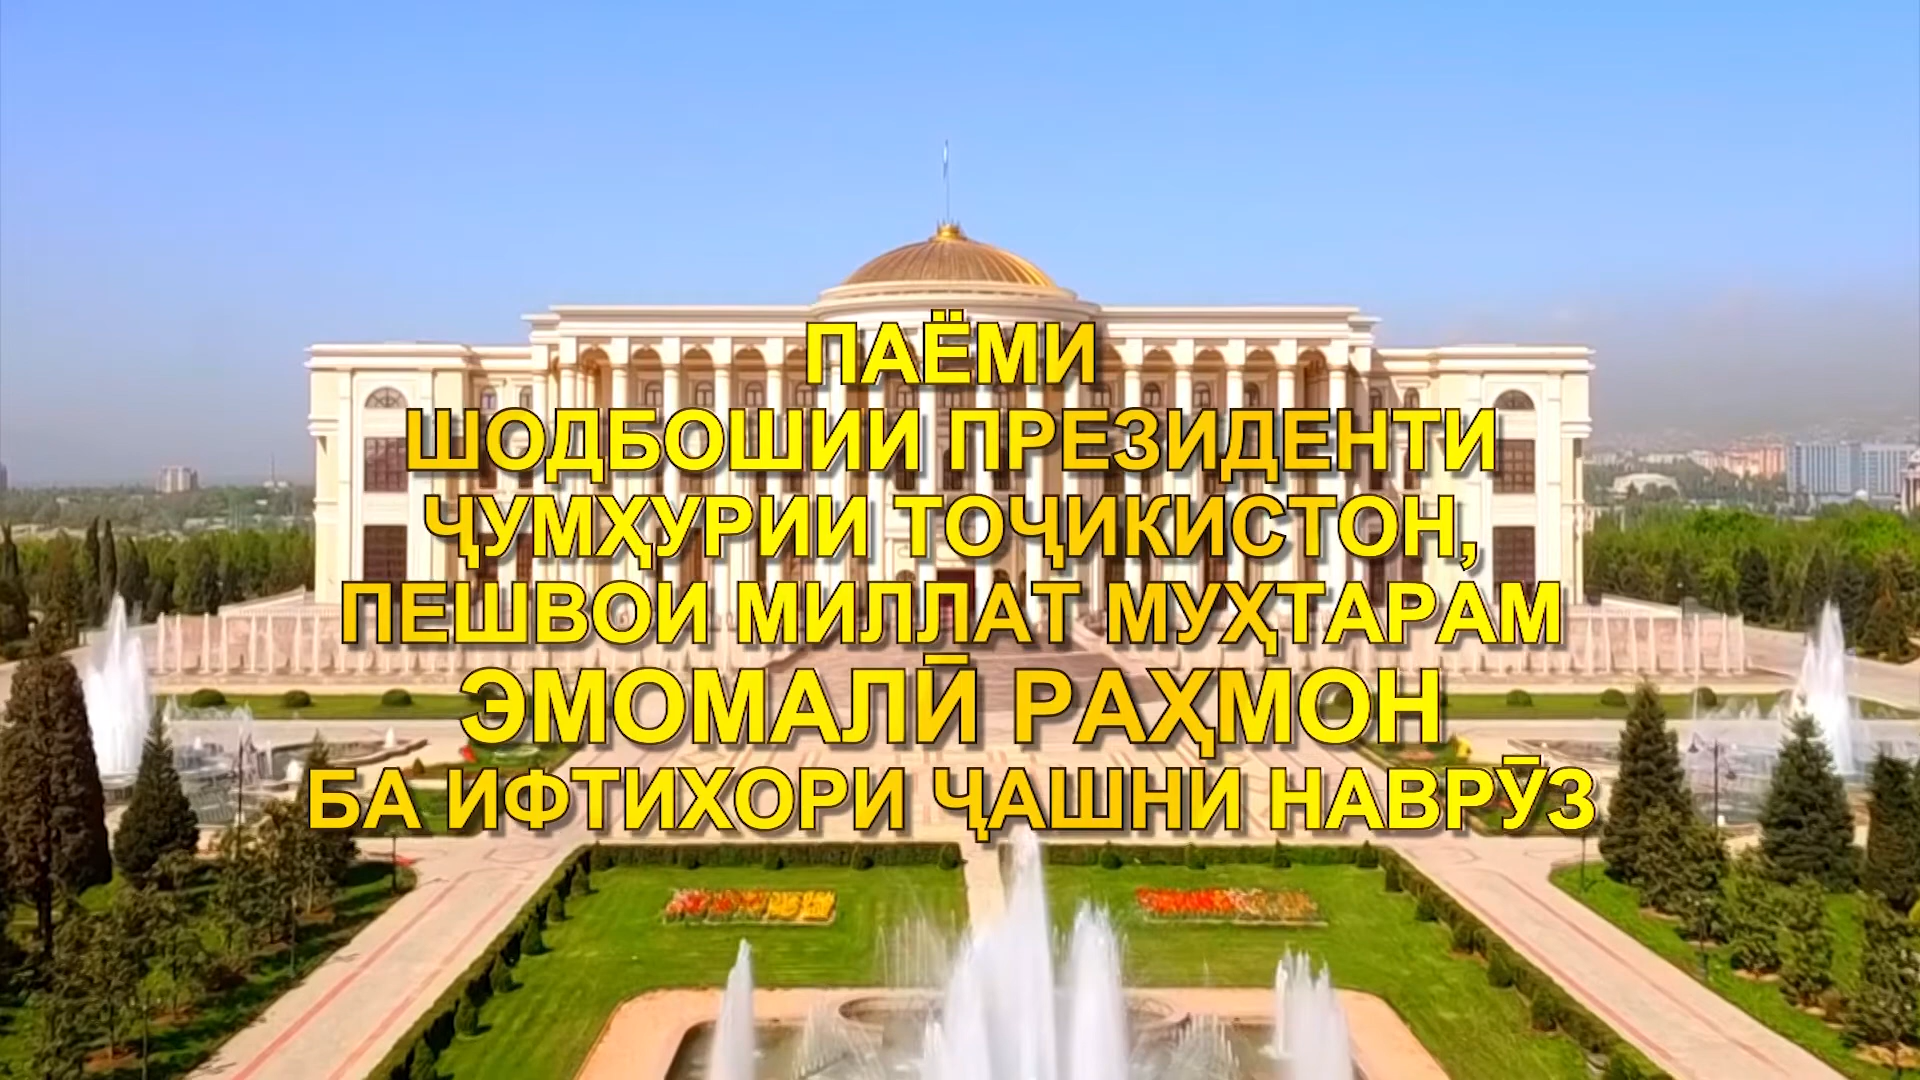 ПАЁМИ
ШОДБОШИИ ПРЕЗИДЕНТИ
ҶУМҲУРИИ ТОҶИКИСТОН,
ПЕШВОИ МИЛЛАТ МУҲТАРАМ
ЭМОМАЛӢ РАҲМОН
БА ИФТИХОРИ ҶАШНИ НАВРӮЗ